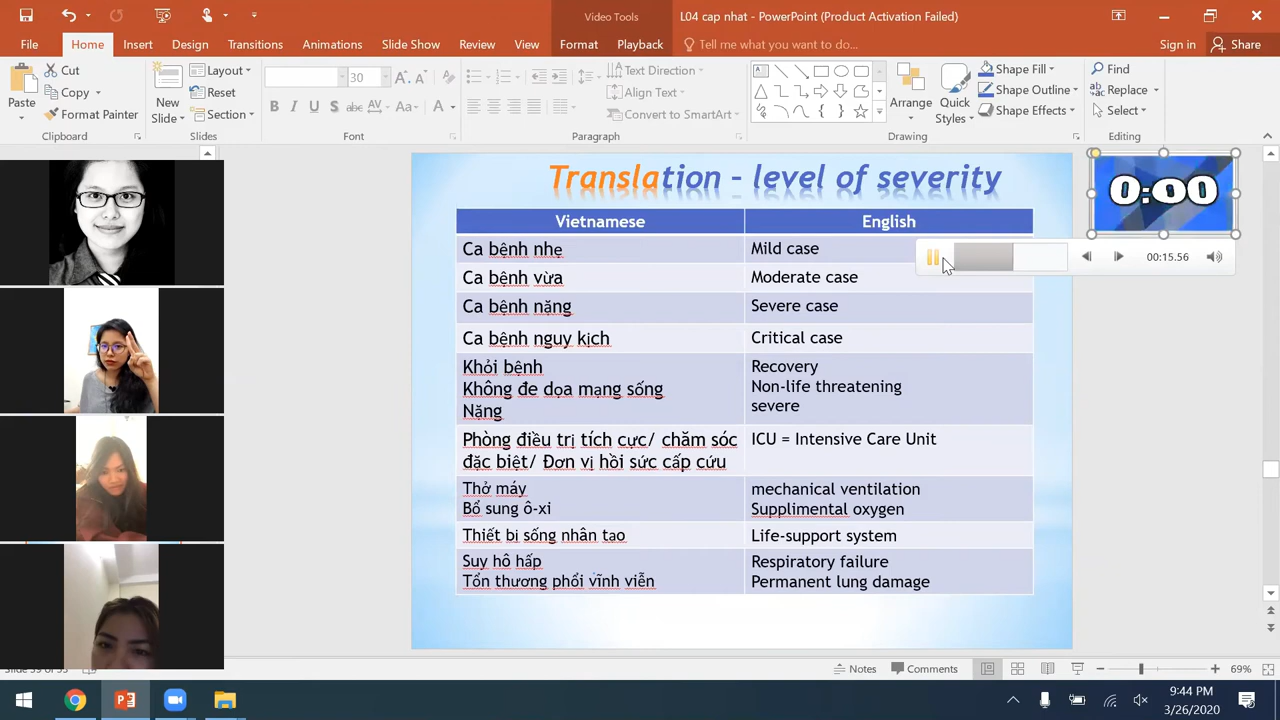 L04 cap nhat - PowerPoint (Product Activation Failed)
Video Tools
File Home Insert Design Transitions Animations Slide Show Review View Format Playback Tell me what you want to do... Sign in Share
Paste
Cut
Copy
Format Painter
Clipboard
New Slide
Layout
Reset
Section
Slides
30
B I U S abc AV Aa A
Font
Text Direction
Align Text
Convert to SmartArt
Paragraph
Arrange
Quick Styles
Shape Fill
Shape Outline
Shape Effects
Drawing
Find
Replace
Select
Editing
Translation – level of severity
0:00
00:15.56
Vietnamese English
Ca bệnh nhẹ Mild case
Ca bệnh vừa Moderate case
Ca bệnh nặng Severe case
Ca bệnh nguy kịch Critical case
Khỏi bệnh Recovery
Không đe dọa mạng sống Non-life threatening
Nặng severe
Phòng điều trị tích cực/ chăm sóc ICU = Intensive Care Unit
đặc biệt/ Đơn vị hồi sức cấp cứu
Thở máy mechanical ventilation
Bổ sung ô-xi Supplimental oxygen
Thiết bị sống nhân tạo Life-support system
Suy hô hấp Respiratory failure
Tổn thương phổi vĩnh viễn Permanent lung damage
Notes Comments 69%
9:44 PM
3/26/2020